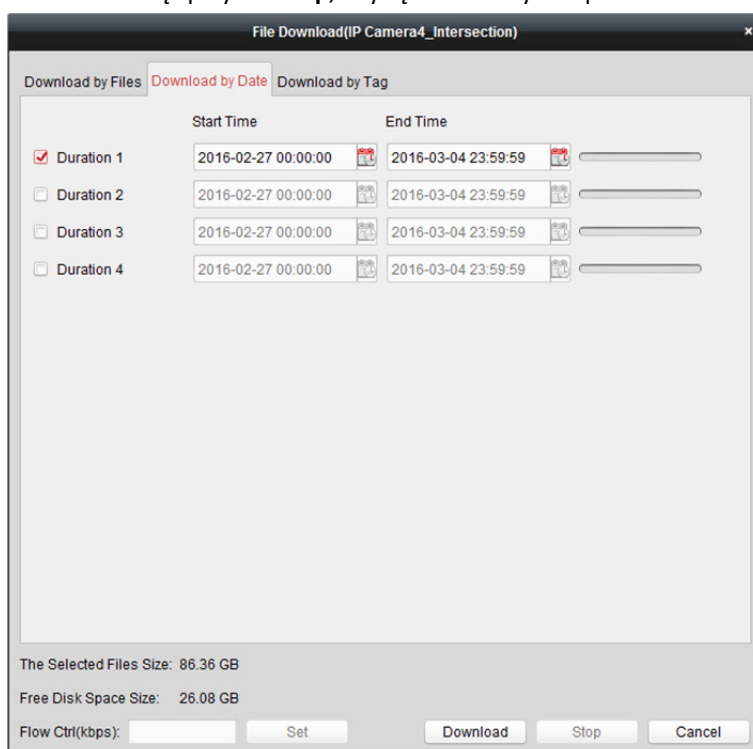 File Download(IP Camera4_Intersection) ×
Download by Files Download by Date Download by Tag
Start Time End Time
Duration 1 2016-02-27 00:00:00 2016-03-04 23:59:59
Duration 2 2016-02-27 00:00:00 2016-03-04 23:59:59
Duration 3 2016-02-27 00:00:00 2016-03-04 23:59:59
Duration 4 2016-02-27 00:00:00 2016-03-04 23:59:59
The Selected Files Size: 86.36 GB
Free Disk Space Size: 26.08 GB
Flow Ctrl(kbps): Set Download Stop Cancel